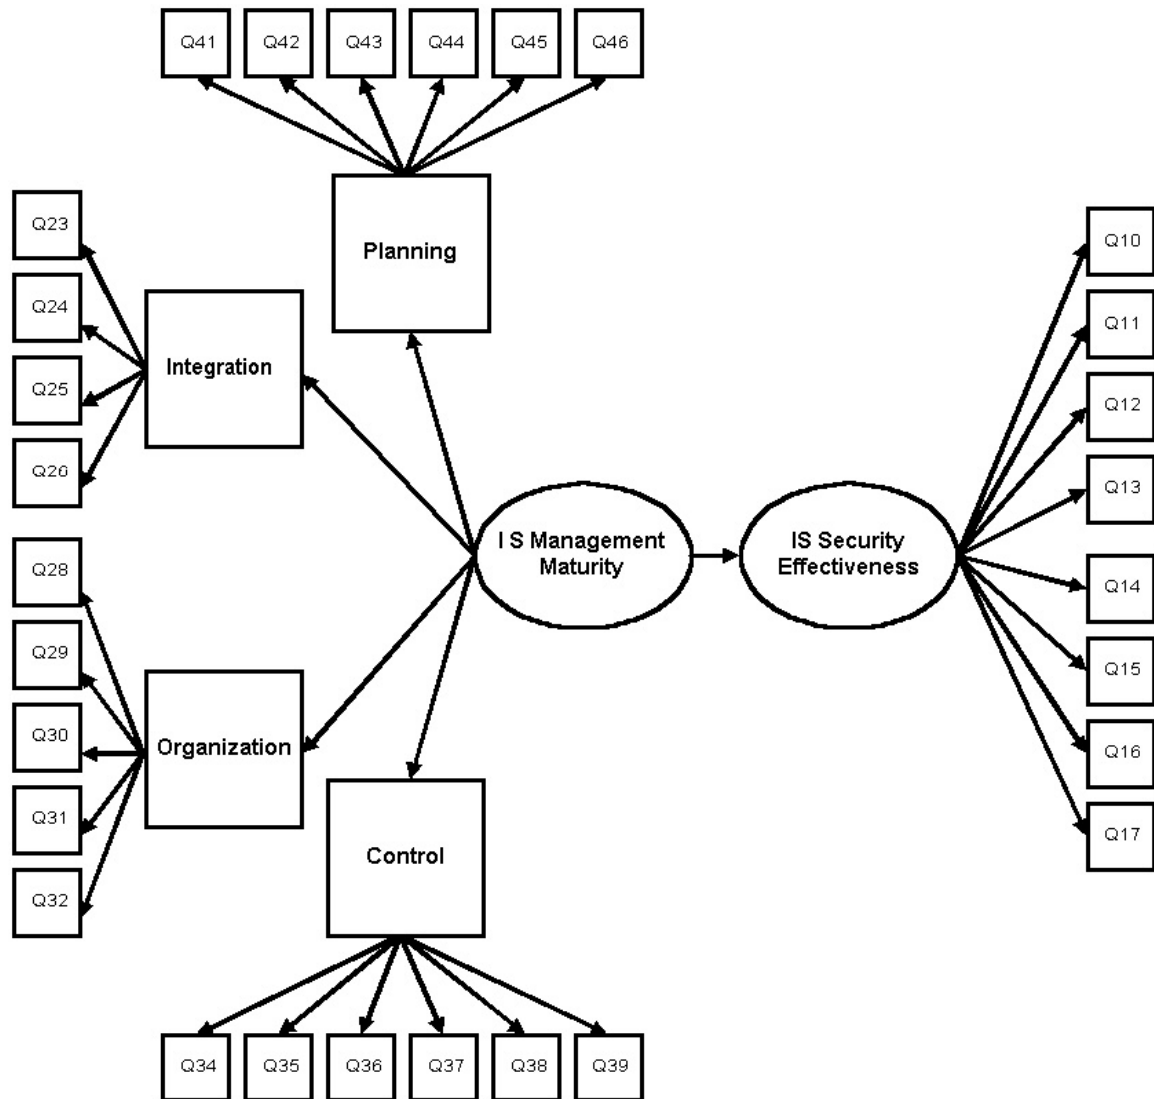 Q41
Q42
Q43
Q44
Q45
Q46
Planning
Q23
Q24
Q25
Q26
Integration
Q28
Q29
Q30
Q31
Q32
Organization
Control
Q34
Q35
Q36
Q37
Q38
Q39
I S Management
Maturity
IS Security
Effectiveness
Q10
Q11
Q12
Q13
Q14
Q15
Q16
Q17